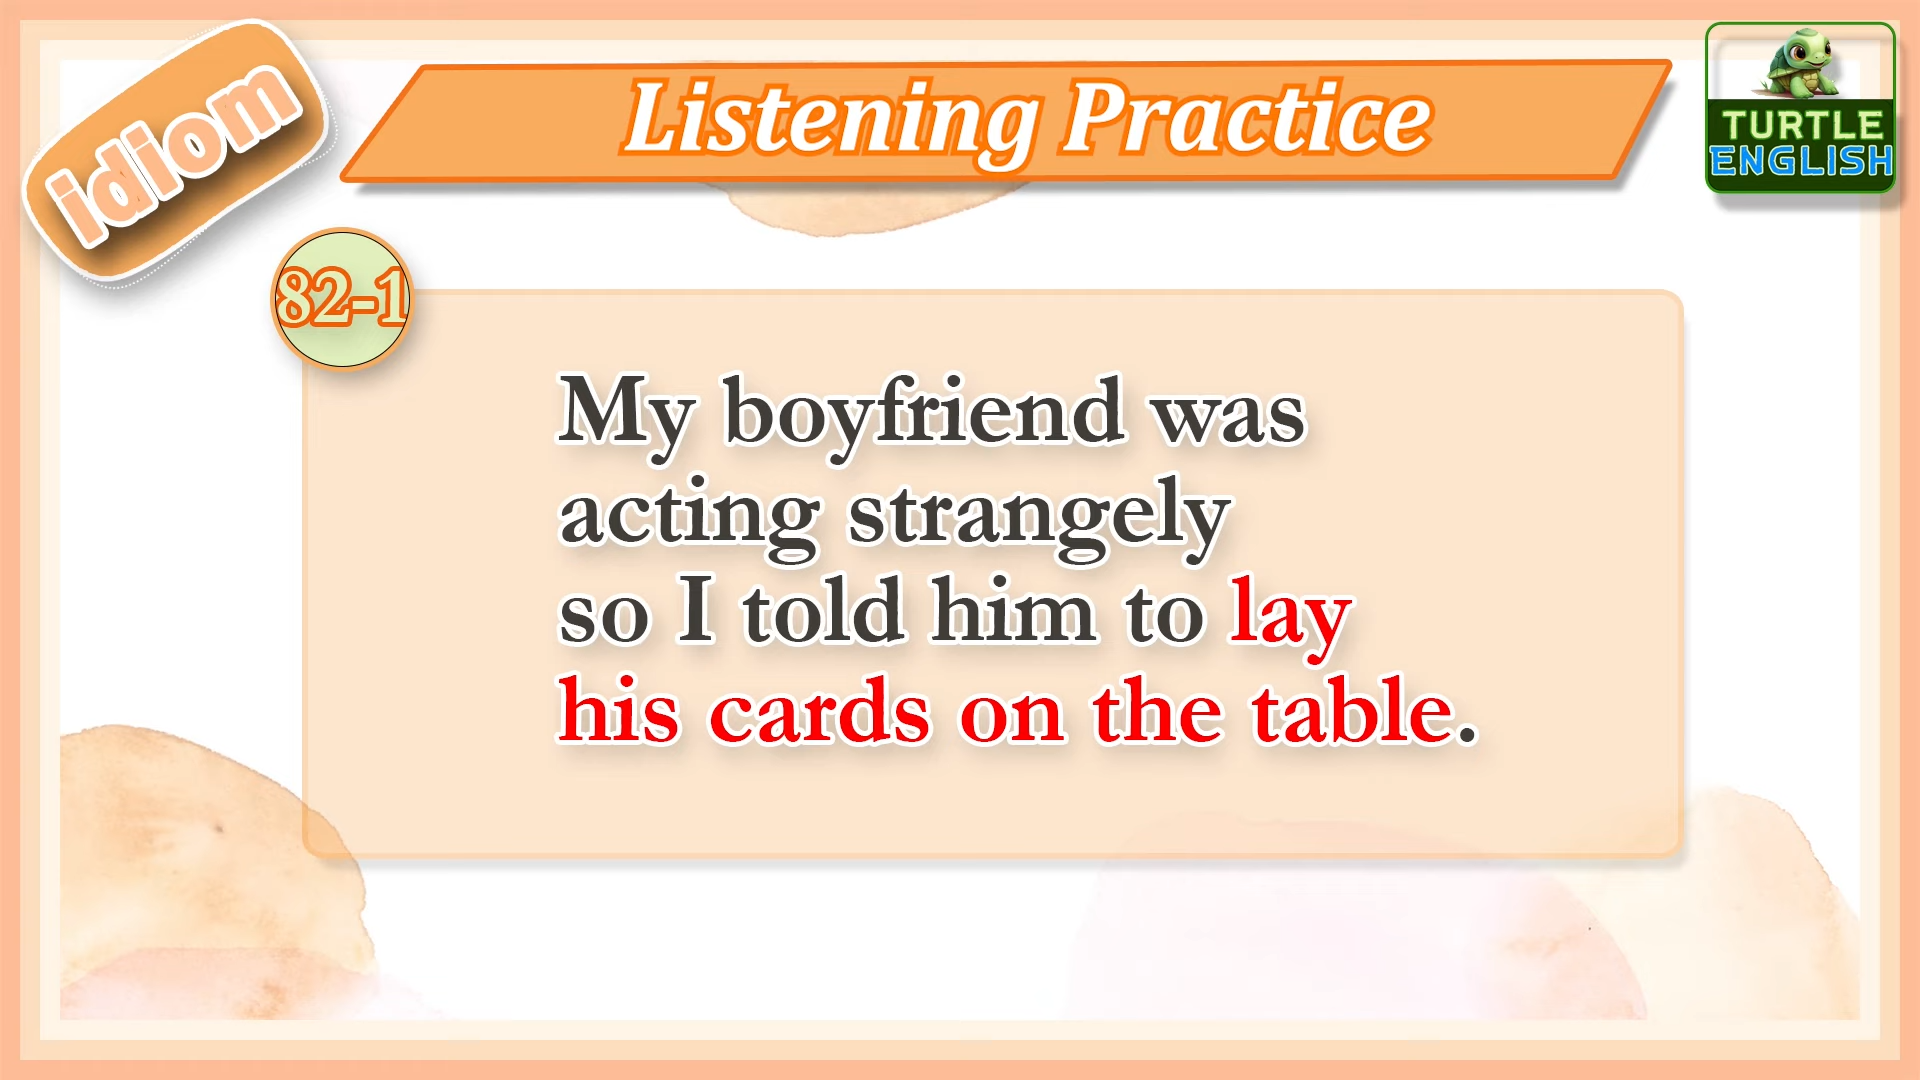 idiom
Listening Practice
TURTLE
ENGLISH
82-1
My boyfriend was
acting strangely
so I told him to lay
his cards on the table.